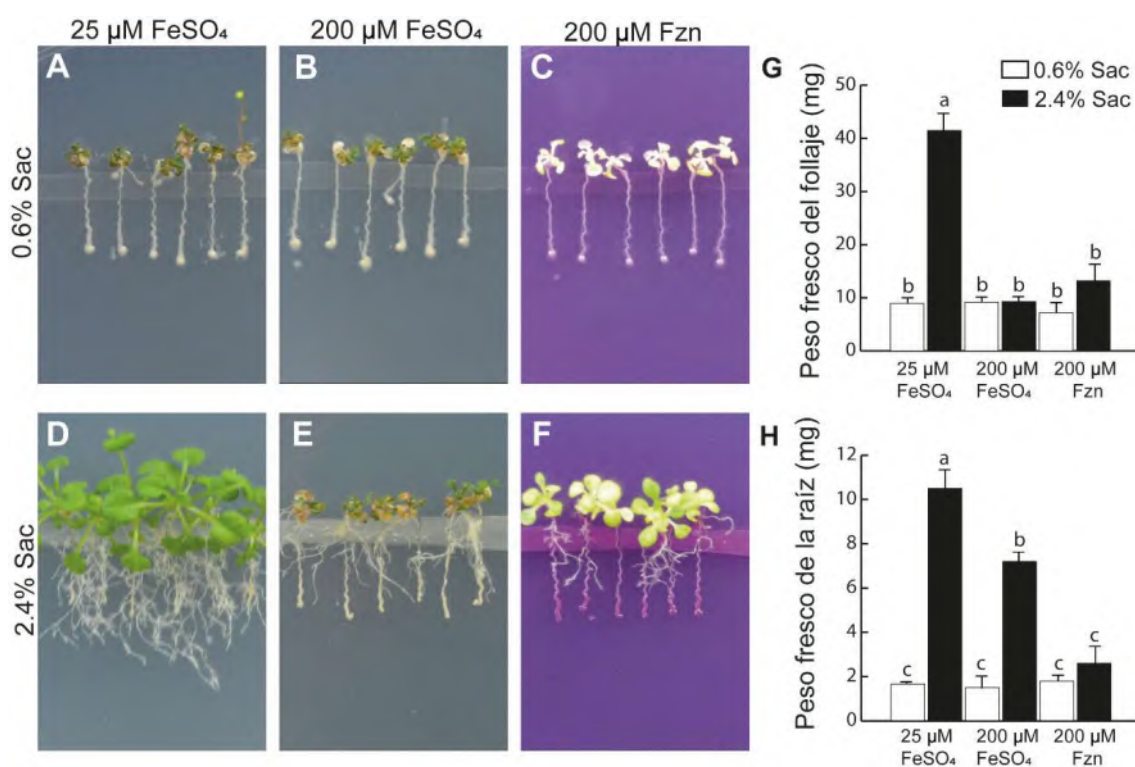 25 µM FeSO₄ 200 µM FeSO₄ 200 µM Fzn
A B C
0.6% Sac
D E F
2.4% Sac
G
0.6% Sac
2.4% Sac
Peso fresco del follaje (mg)
50
40
30
20
10
0
a
b b b b b
25 µM 200 µM 200 µM
FeSO₄ FeSO₄ Fzn
H
Peso fresco de la raíz (mg)
12
10
8
6
4
2
0
a
b
c c c c
25 µM 200 µM 200 µM
FeSO₄ FeSO₄ Fzn